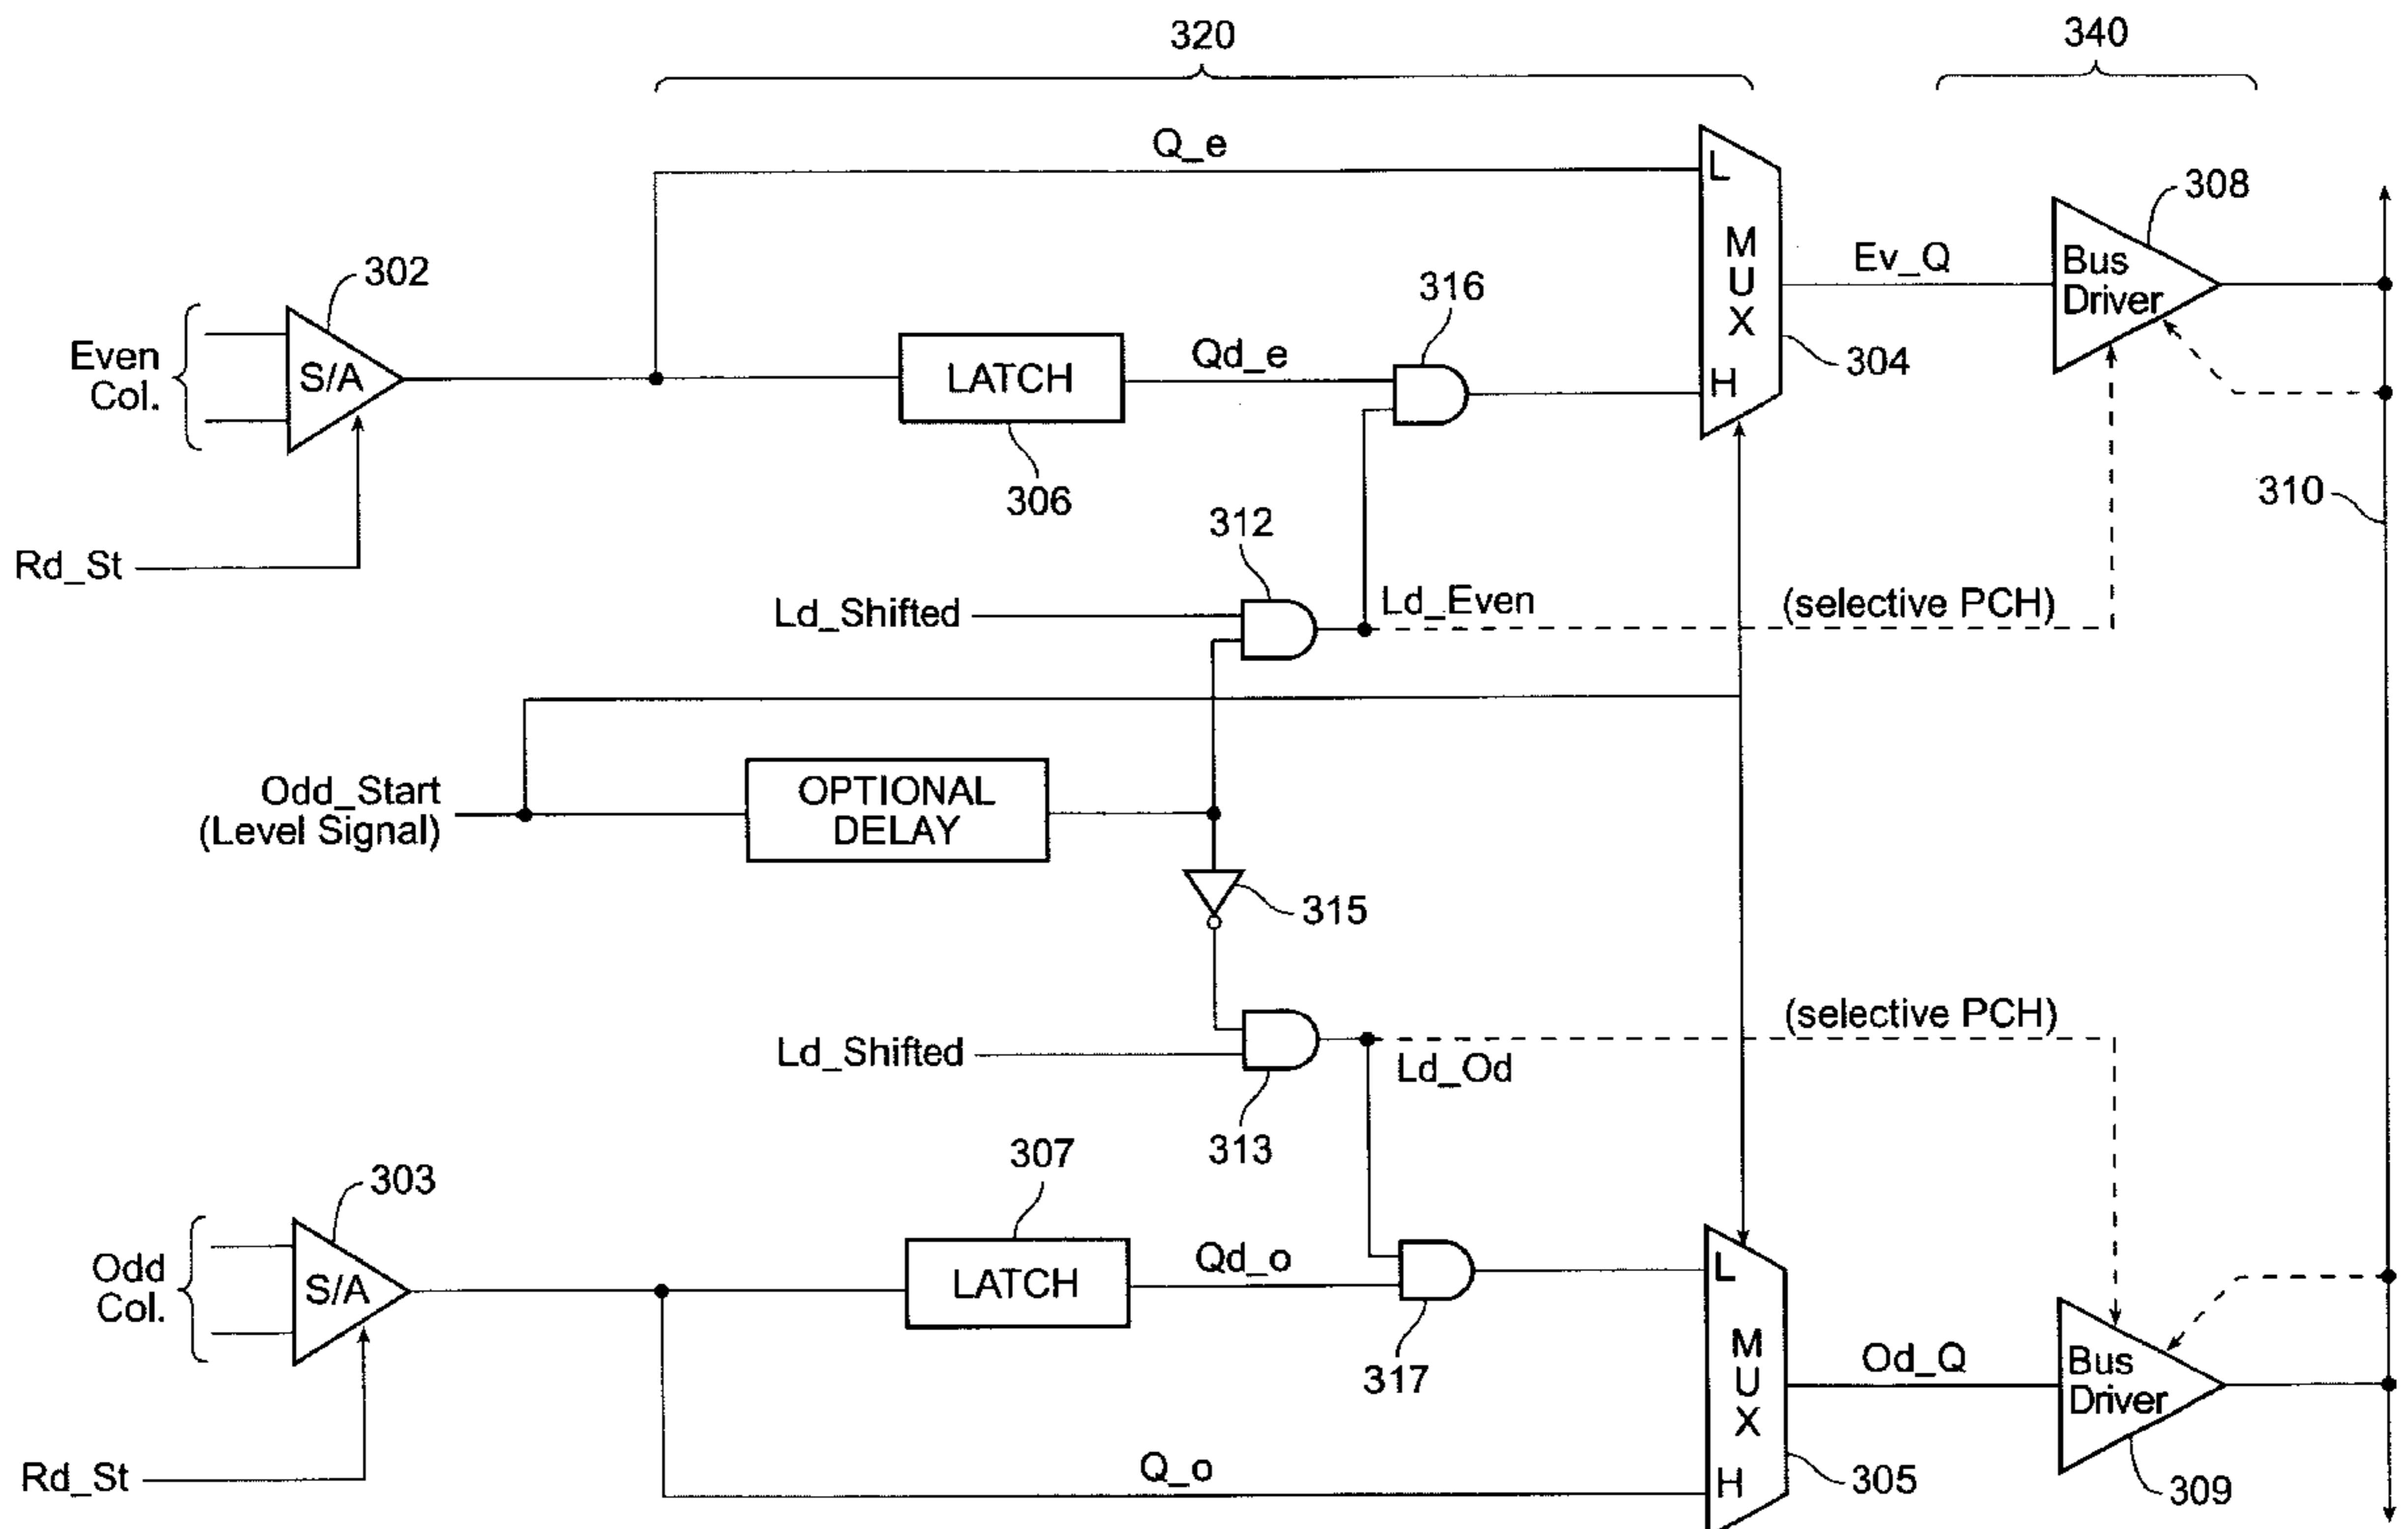 320
340
Q_e
L
308
302
MUX
Ev_Q
Bus
Driver
316
Even
Col.
S/A
LATCH
Qd_e
H
304
306
310
312
Rd_St
Ld_Shifted
Ld_Even
(selective PCH)
Odd_Start
(Level Signal)
OPTIONAL
DELAY
315
(selective PCH)
Ld_Shifted
Ld_Od
313
307
303
Odd
Col.
S/A
LATCH
Qd_o
L
317
MUX
Od_Q
Bus
Driver
Rd_St
Q_o
H
305
309